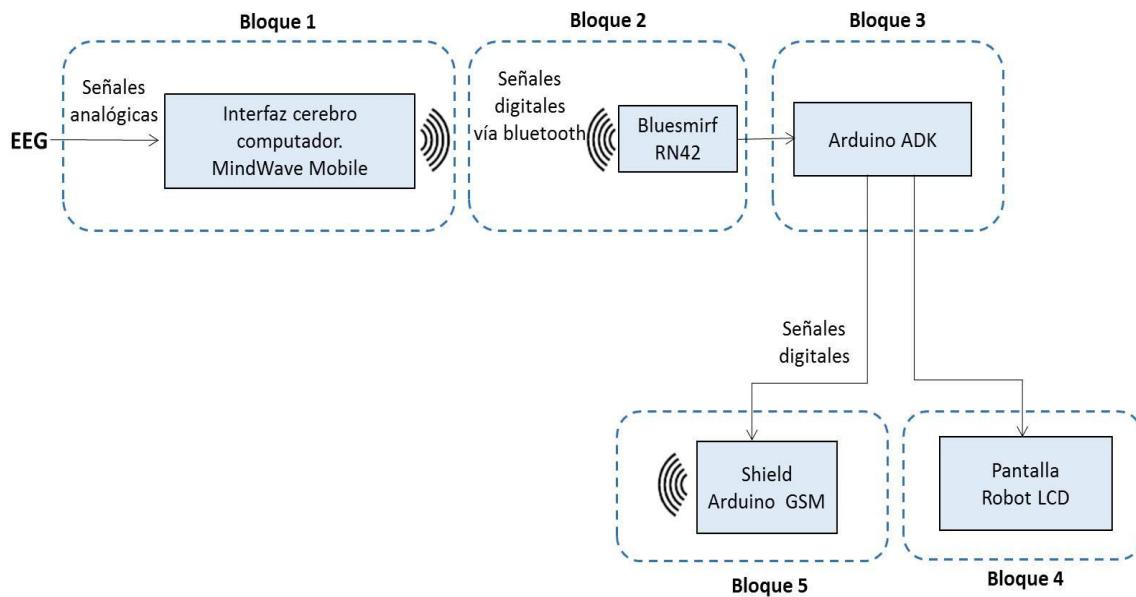 Bloque 1
Bloque 2
Bloque 3
EEG
Señales
analógicas
Interfaz cerebro
computador.
MindWave Mobile
Señales
digitales
vía bluetooth
Bluesmirf
RN42
Arduino ADK
Señales
digitales
Shield
Arduino GSM
Pantalla
Robot LCD
Bloque 5
Bloque 4